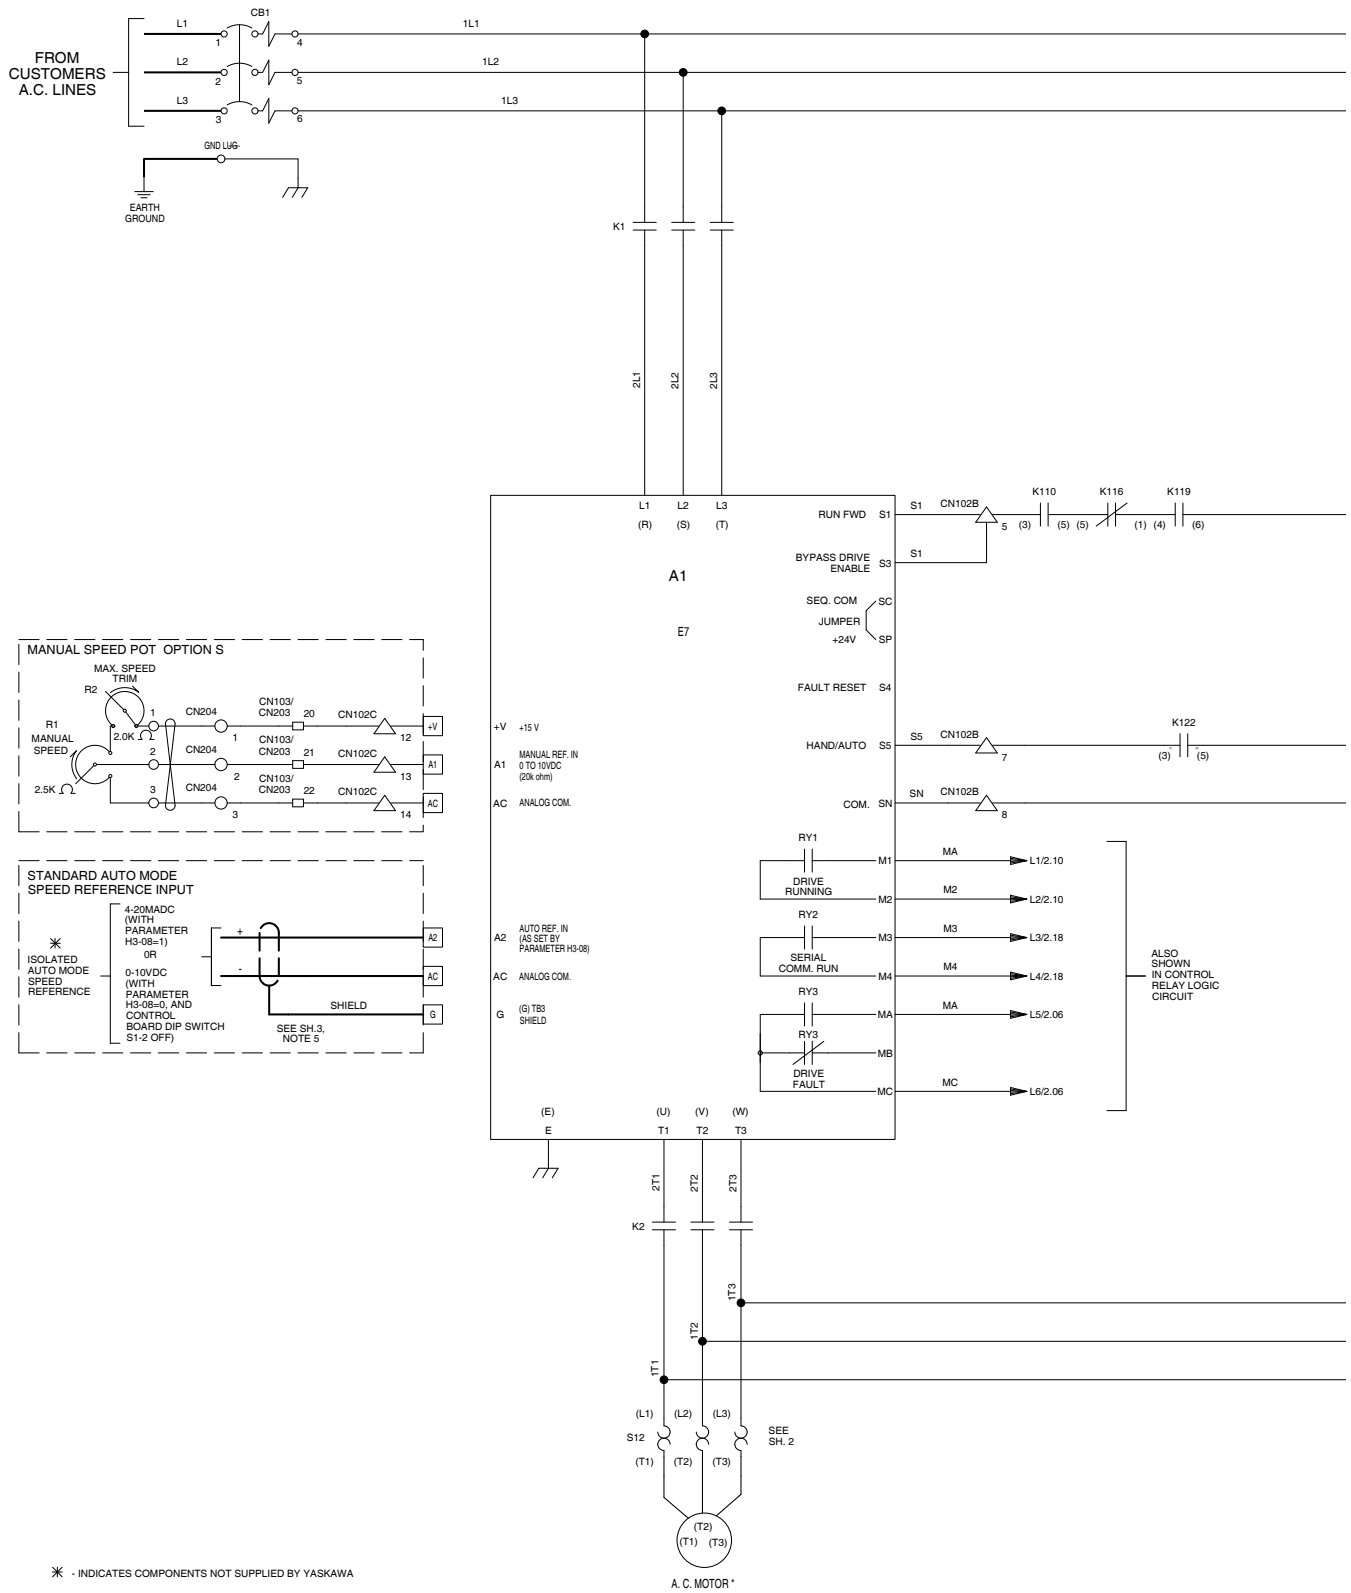 L1
CB1
1L1
1
4
FROM
CUSTOMERS
A.C. LINES
L2
1L2
2
5
L3
1L3
3
6
GND LUG
EARTH
GROUND
K1
2L1
2L2
2L3
L1
L2
L3
(R)
(S)
(T)
A1
E7
RUN FWD
S1
S1
CN102B
5
K110
(3)
(5)
K116
(5)
(1)
K119
(4)
(6)
BYPASS DRIVE
ENABLE
S3
S1
SEQ. COM
SC
JUMPER
+24V
SP
FAULT RESET
S4
HAND/AUTO
S5
S5
CN102B
7
K122
(3)
(5)
COM.
SN
SN
CN102B
8
MANUAL SPEED POT OPTION S
MAX. SPEED
TRIM
R2
R1
MANUAL
SPEED
2.0K Ω
2.5K Ω
1
CN204
1
CN103/
CN203
20
CN102C
12
+V
2
CN204
2
CN103/
CN203
21
CN102C
13
A1
3
CN204
3
CN103/
CN203
22
CN102C
14
AC
+V
+15 V
A1
MANUAL REF. IN
0 TO 10VDC
(20k ohm)
AC
ANALOG COM.
STANDARD AUTO MODE
SPEED REFERENCE INPUT
✳
ISOLATED
AUTO MODE
SPEED
REFERENCE
4-20MADC
(WITH
PARAMETER
H3-08=1)
OR
0-10VDC
(WITH
PARAMETER
H3-08=0, AND
CONTROL
BOARD DIP SWITCH
S1-2 OFF)
+
-
SHIELD
SEE SH.3,
NOTE 5
A2
AC
G
A2
AUTO REF. IN
(AS SET BY
PARAMETER H3-08)
AC
ANALOG COM.
G
(G) TB3
SHIELD
RY1
DRIVE
RUNNING
M1
MA
L1/2.10
M2
M2
L2/2.10
RY2
SERIAL
COMM. RUN
M3
M3
L3/2.18
M4
M4
L4/2.18
RY3
MA
MA
L5/2.06
RY3
MB
DRIVE
FAULT
MC
MC
L6/2.06
ALSO
SHOWN
IN CONTROL
RELAY LOGIC
CIRCUIT
(E)
E
(U)
(V)
(W)
T1
T2
T3
2T1
2T2
2T3
K2
1T3
1T2
1T1
(L1)
(L2)
(L3)
S12
SEE
SH. 2
(T1)
(T2)
(T3)
(T2)
(T1)
(T3)
✳ - INDICATES COMPONENTS NOT SUPPLIED BY YASKAWA
A. C. MOTOR *